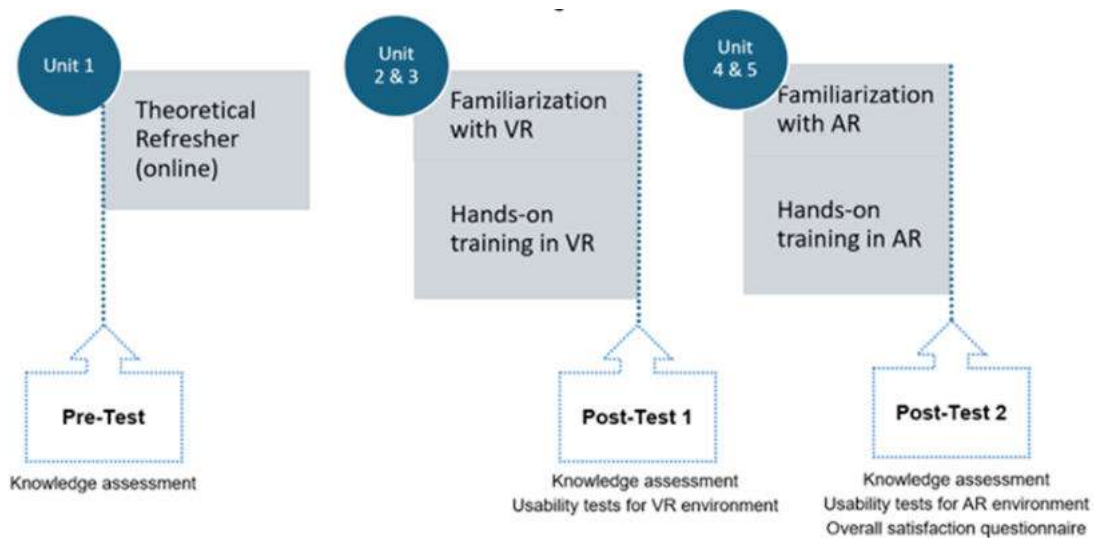 Unit 1
Theoretical
Refresher
(online)
Unit
2 & 3
Familiarization
with VR
Hands-on
training in VR
Unit
4 & 5
Familiarization
with AR
Hands-on
training in AR
Pre-Test
Knowledge assessment
Post-Test 1
Knowledge assessment
Usability tests for VR environment
Post-Test 2
Knowledge assessment
Usability tests for AR environment
Overall satisfaction questionnaire